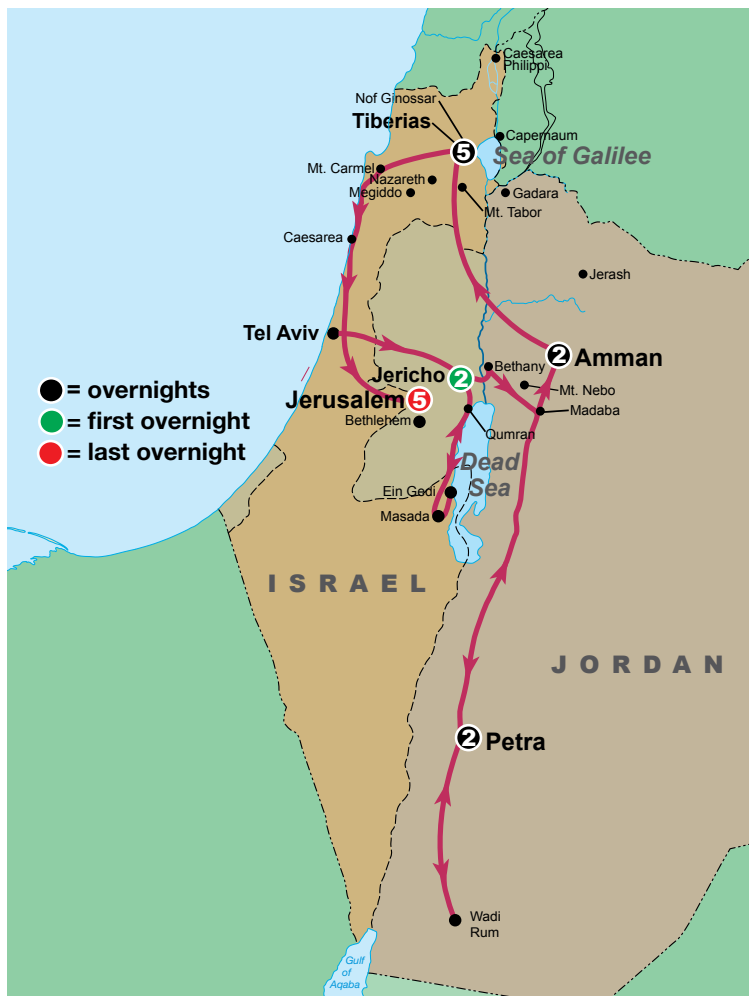 Caesarea
Philippi
Nof Ginossar
Tiberias
5
Capernaum
Sea of Galilee
Mt. Carmel
Nazareth
Megiddo
Gadara
Mt. Tabor
Caesarea
Jerash
Tel Aviv
2
Amman
Bethany
Jericho
2
Mt. Nebo
= overnights
Jerusalem
5
Madaba
= first overnight
Bethlehem
Qumran
= last overnight
Dead
Sea
Ein Gedi
Masada
ISRAEL
JORDAN
2
Petra
Wadi
Rum
Gulf
of
Aqaba